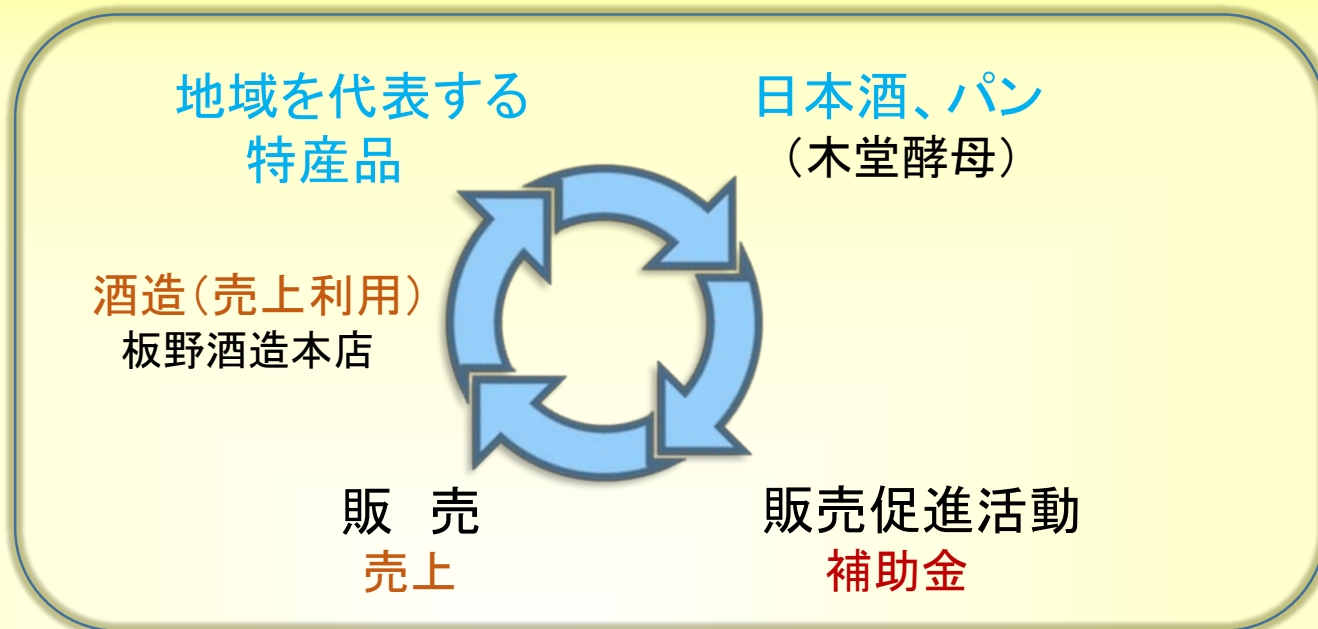 地域を代表する
特産品
日本酒、パン
（木堂酵母）
酒造（売上利用）
板野酒造本店
販　売
売上
販売促進活動
補助金